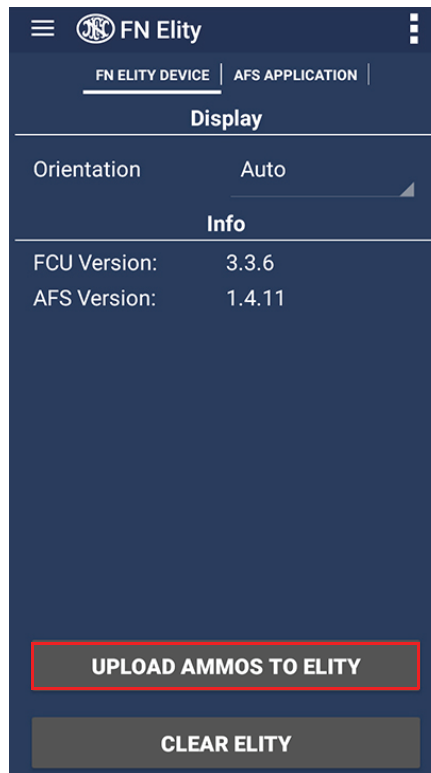 FN Elity
FN ELITY DEVICE AFS APPLICATION
Display
Orientation Auto
Info
FCU Version: 3.3.6
AFS Version: 1.4.11
UPLOAD AMMOS TO ELITY
CLEAR ELITY